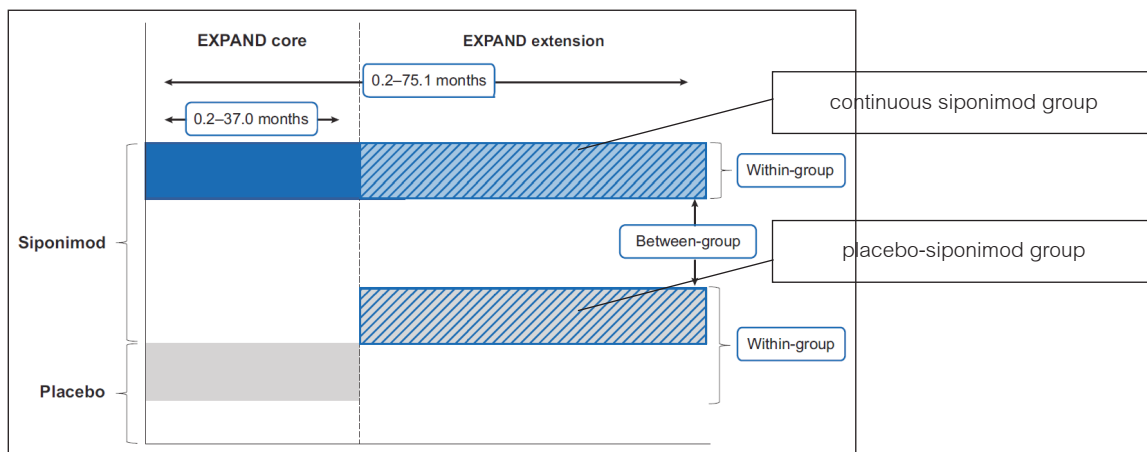 EXPAND core
EXPAND extension
0.2–75.1 months
continuous siponimod group
0.2–37.0 months
Within-group
Siponimod
Between-group
placebo-siponimod group
Within-group
Placebo